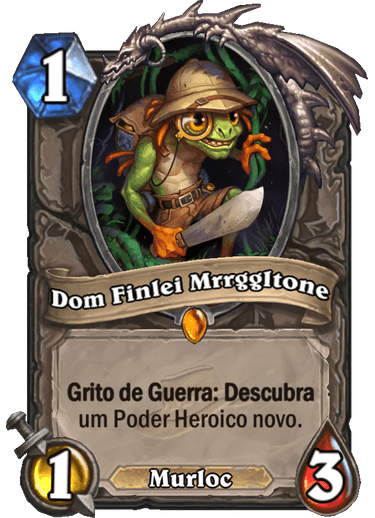 1
Dom Finlei Mrrggltone
Grito de Guerra: Descubra
um Poder Heroico novo.
1
Murloc
3